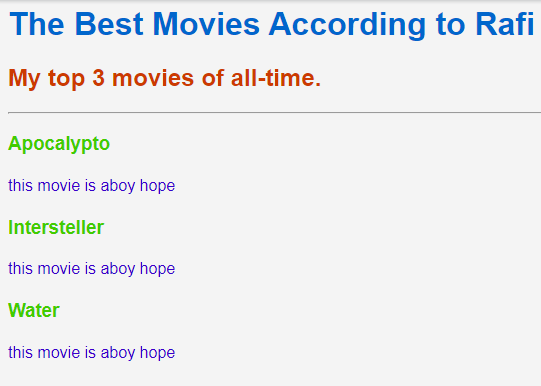 The Best Movies According to Rafi
My top 3 movies of all-time.
Apocalypto
this movie is aboy hope
Intersteller
this movie is aboy hope
Water
this movie is aboy hope